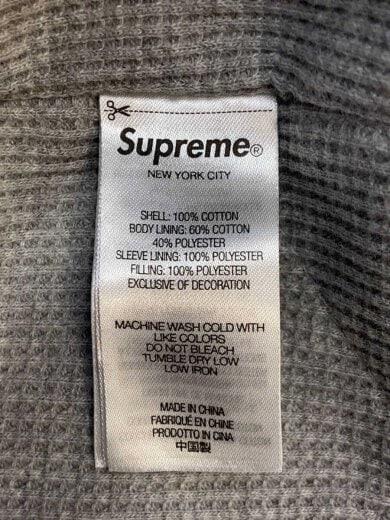 Supreme®
NEW YORK CITY
SHELL: 100% COTTON
BODY LINING: 60% COTTON
40% POLYESTER
SLEEVE LINING: 100% POLYESTER
FILLING: 100% POLYESTER
EXCLUSIVE OF DECORATION
MACHINE WASH COLD WITH
LIKE COLORS
DO NOT BLEACH
TUMBLE DRY LOW
LOW IRON
MADE IN CHINA
FABRIQUÉ EN CHINE
PRODOTTO IN CINA
中国製